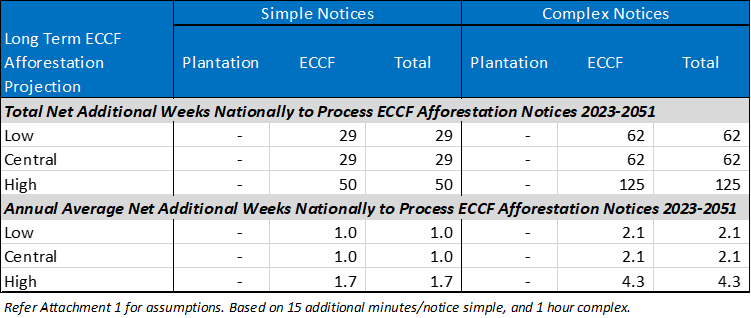 Simple Notices Complex Notices
Long Term ECCF Afforestation Projection Plantation ECCF Total Plantation ECCF Total
Total Net Additional Weeks Nationally to Process ECCF Afforestation Notices 2023-2051
Low - 29 29 - 62 62
Central - 29 29 - 62 62
High - 50 50 - 125 125
Annual Average Net Additional Weeks Nationally to Process ECCF Afforestation Notices 2023-2051
Low - 1.0 1.0 - 2.1 2.1
Central - 1.0 1.0 - 2.1 2.1
High - 1.7 1.7 - 4.3 4.3
Refer Attachment 1 for assumptions. Based on 15 additional minutes/notice simple, and 1 hour complex.